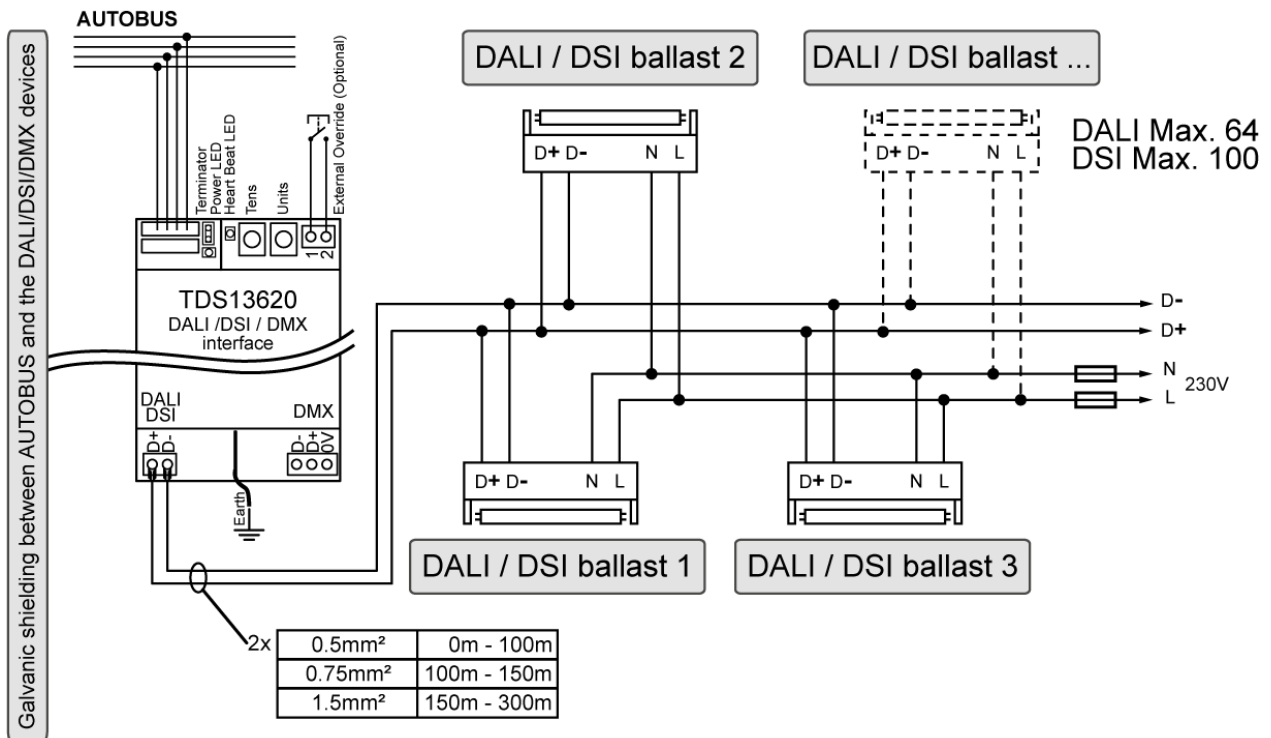 AUTOBUS
Galvanic shielding between AUTOBUS and the DALI/DSI/DMX devices
Terminator
Power LED
Heart Beat LED
Tens
Units
External Override (Optional)
1
2
TDS13620
DALI /DSI / DMX
interface
DALI
DSI
DMX
D+
D-
D-
D+
0V
Earth
DALI / DSI ballast 2
DALI / DSI ballast ...
D+ D- N L
D+ D- N L
DALI Max. 64
DSI Max. 100
D-
D+
N
230V
L
D+ D- N L
D+ D- N L
DALI / DSI ballast 1
DALI / DSI ballast 3
2x
0.5mm² 0m - 100m
0.75mm² 100m - 150m
1.5mm² 150m - 300m